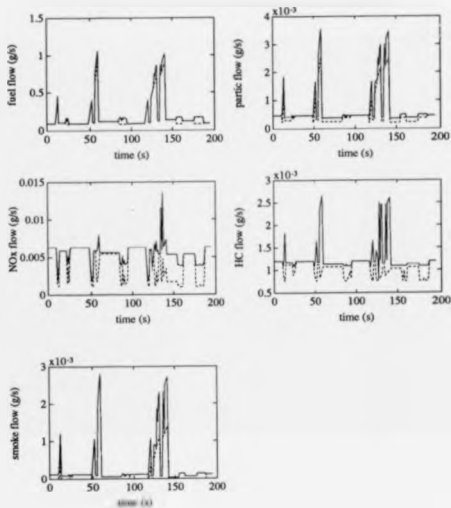 1.5
1
0.5
0
0 50 100 150 200
fuel flow (g/s)
time (s)
x10-3
4
3
2
1
0
0 50 100 150 200
partic flow (g/s)
time (s)
0.015
0.01
0.005
0
0 50 100 150 200
NOx flow (g/s)
time (s)
x10-3
3
2.5
2
1.5
1
0.5
0 50 100 150 200
HC flow (g/s)
time (s)
x10-3
3
2
1
0
0 50 100 150 200
smoke flow (g/s)
time (s)